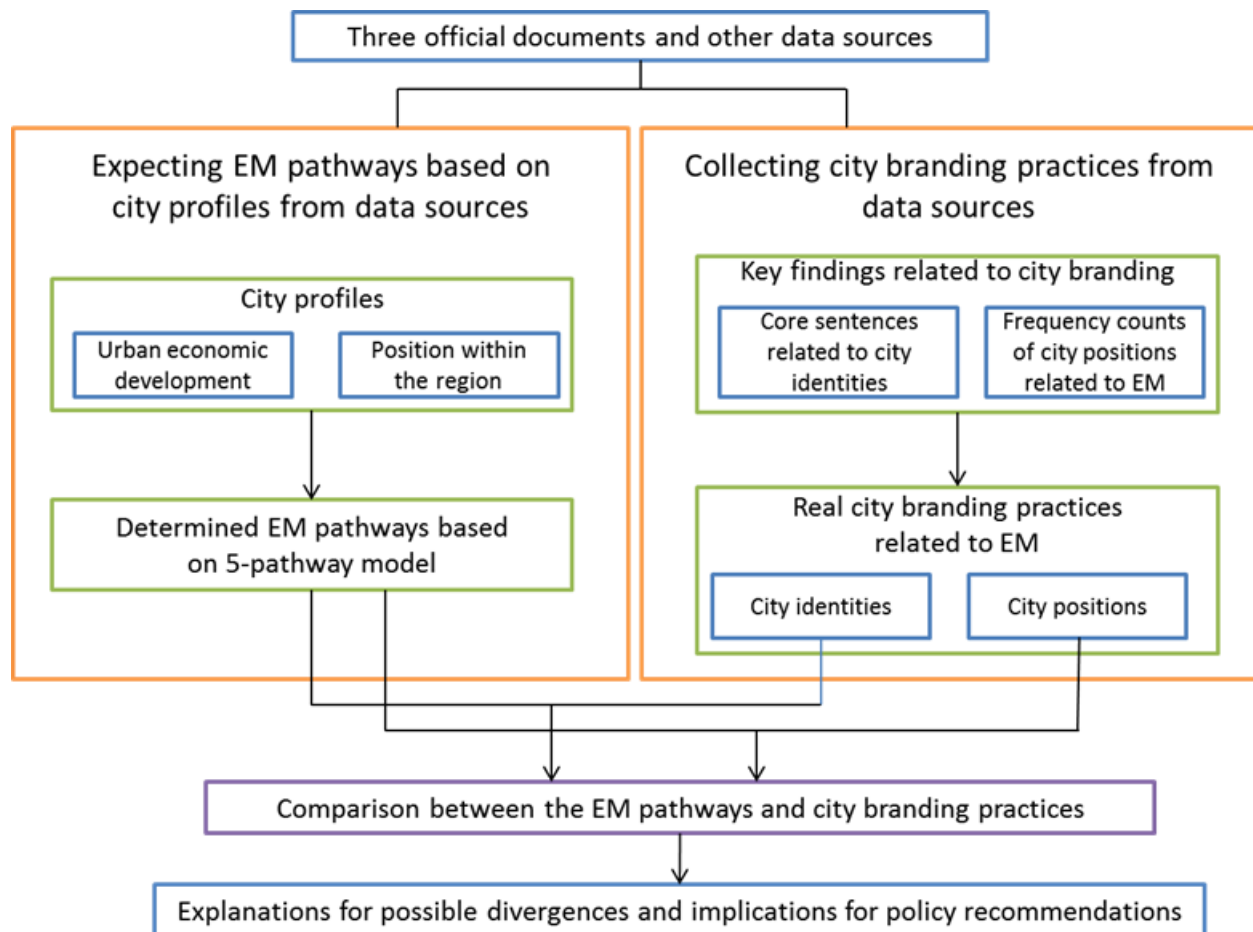 Three official documents and other data sources
Expecting EM pathways based on
city profiles from data sources
City profiles
Urban economic
development
Position within
the region
Determined EM pathways based
on 5-pathway model
Collecting city branding practices from
data sources
Key findings related to city branding
Core sentences
related to city
identities
Frequency counts
of city positions
related to EM
Real city branding practices
related to EM
City identities
City positions
Comparison between the EM pathways and city branding practices
Explanations for possible divergences and implications for policy recommendations